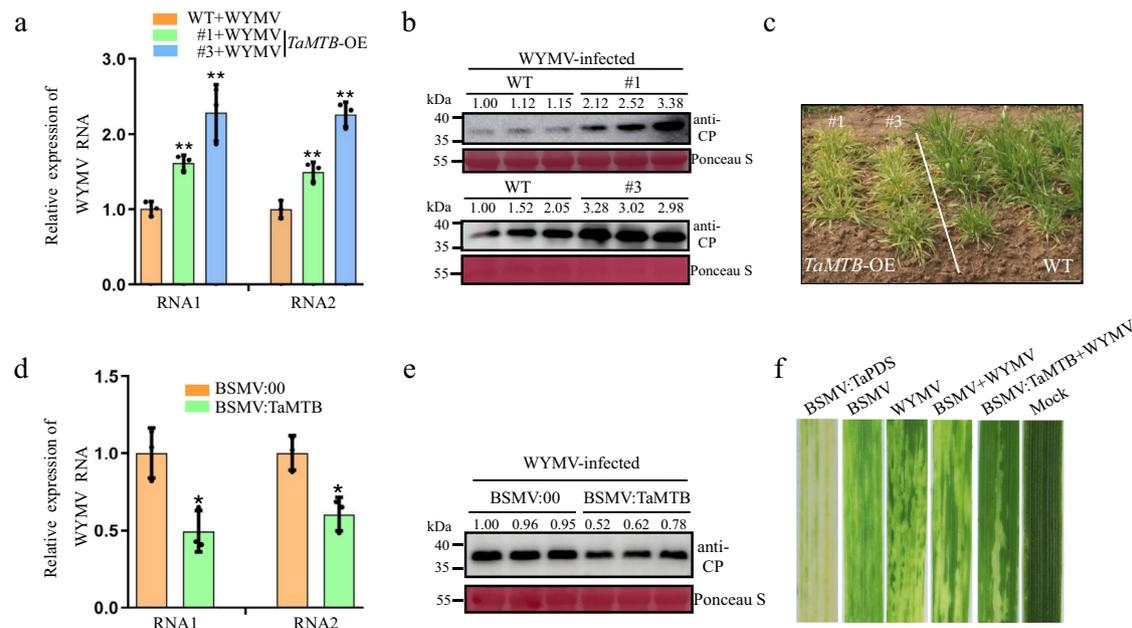 a
WT+WYMV
#1+WYMV
#3+WYMV
TaMTB-OE
Relative expression of
WYMV RNA
3.0
2.0
1.0
0.0
**
**
**
**
RNA1
RNA2
b
WYMV-infected
WT
#1
kDa
1.00 1.12 1.15 2.12 2.52 3.38
40
35
anti-
CP
55
Ponceau S
WT
#3
kDa
1.00 1.52 2.05 3.28 3.02 2.98
40
35
anti-
CP
55
Ponceau S
c
#1
#3
TaMTB-OE
WT
d
BSMV:00
BSMV:TaMTB
Relative expression of
WYMV RNA
1.5
1.0
0.5
0.0
*
*
RNA1
RNA2
e
WYMV-infected
BSMV:00
BSMV:TaMTB
kDa
1.00 0.96 0.95 0.52 0.62 0.78
40
35
anti-
CP
55
Ponceau S
f
BSMV:TaPDS
BSMV
WYMV
BSMV+WYMV
BSMV:TaMTB+WYMV
Mock